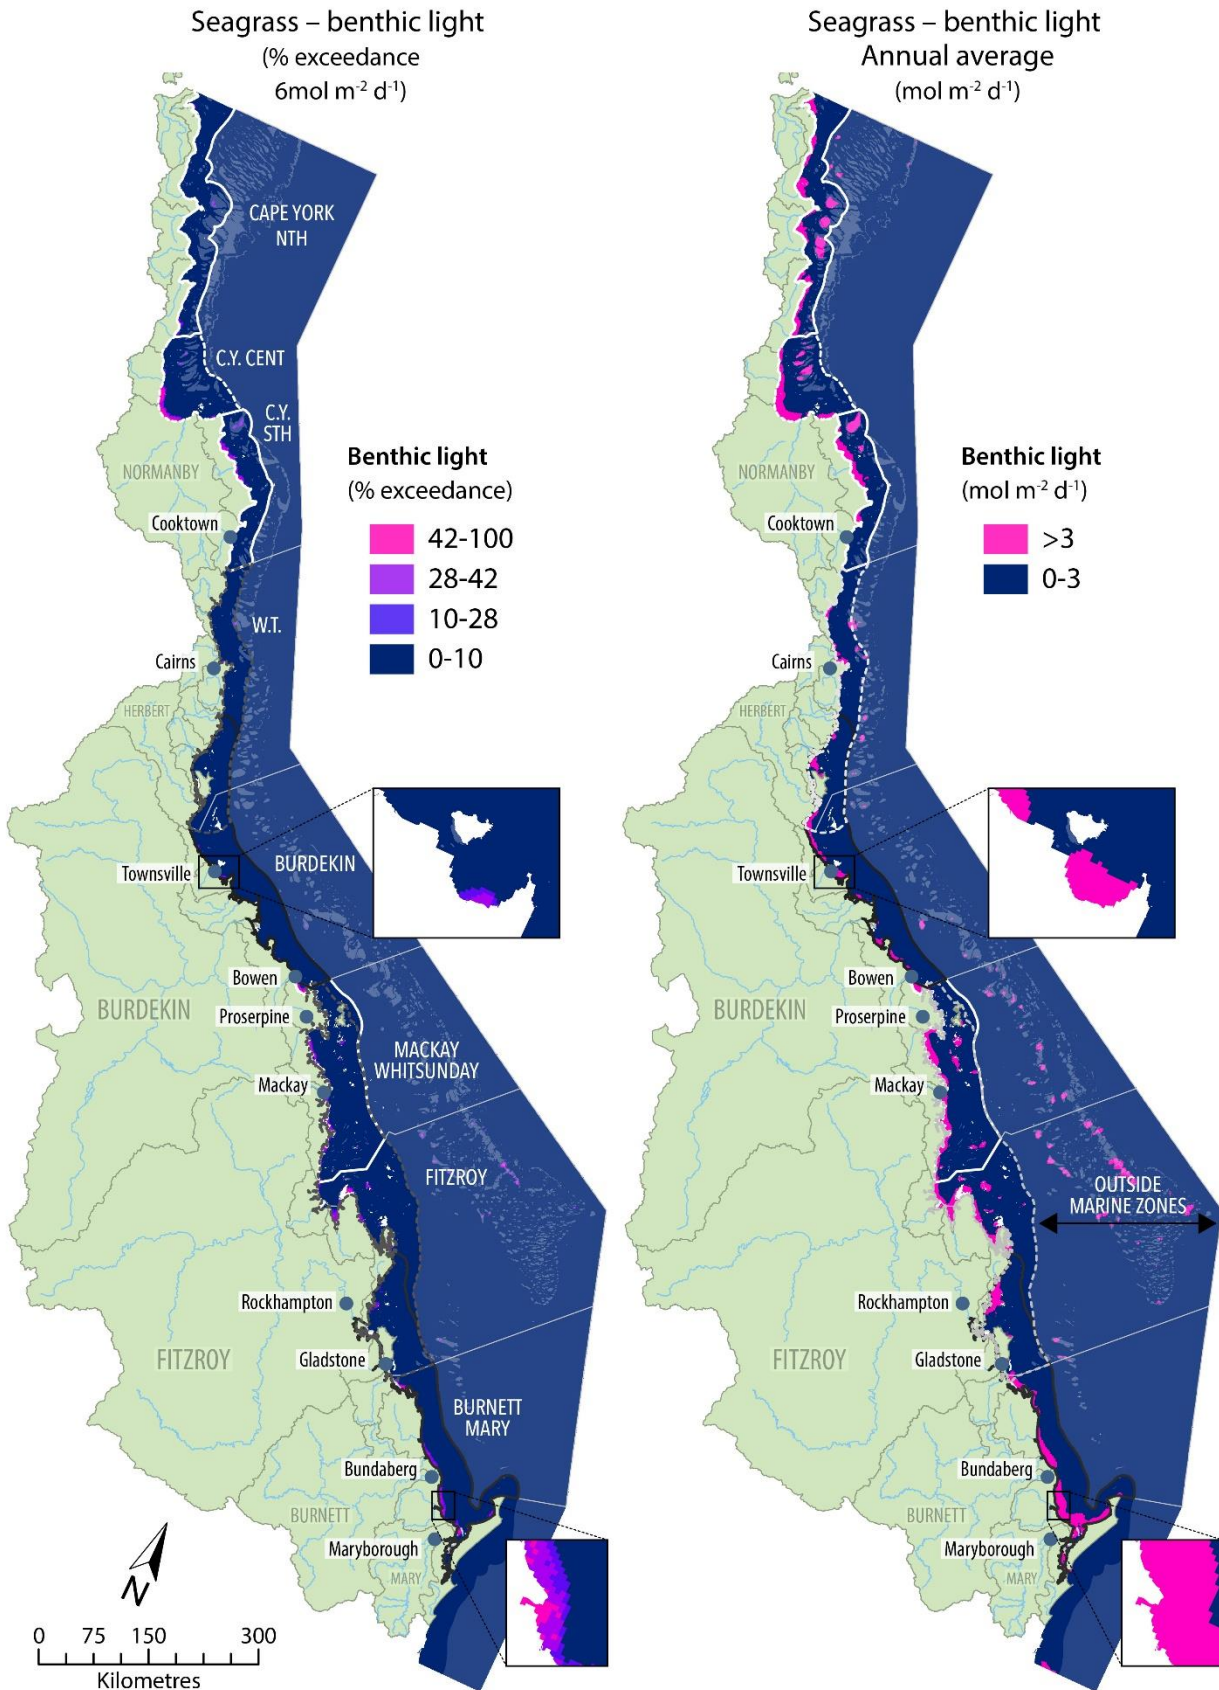 Seagrass – benthic light
(% exceedance
6mol m⁻² d⁻¹)
CAPE YORK
NTH
C.Y. CENT
C.Y.
STH
NORMANBY
Cooktown
Benthic light
(% exceedance)
42-100
28-42
10-28
0-10
W.T.
Cairns
HERBERT
Townsville
BURDEKIN
Bowen
BURDEKIN
Proserpine
MACKAY
WHITSUNDAY
Mackay
FITZROY
Rockhampton
FITZROY
Gladstone
BURNETT
MARY
Bundaberg
BURNETT
Maryborough
MARY
N
0 75 150 300
Kilometres
Seagrass – benthic light
Annual average
(mol m⁻² d⁻¹)
NORMANBY
Cooktown
Benthic light
(mol m⁻² d⁻¹)
>3
0-3
Cairns
HERBERT
Townsville
Bowen
BURDEKIN
Proserpine
Mackay
OUTSIDE
MARINE ZONES
Rockhampton
FITZROY
Gladstone
Bundaberg
BURNETT
Maryborough
MARY